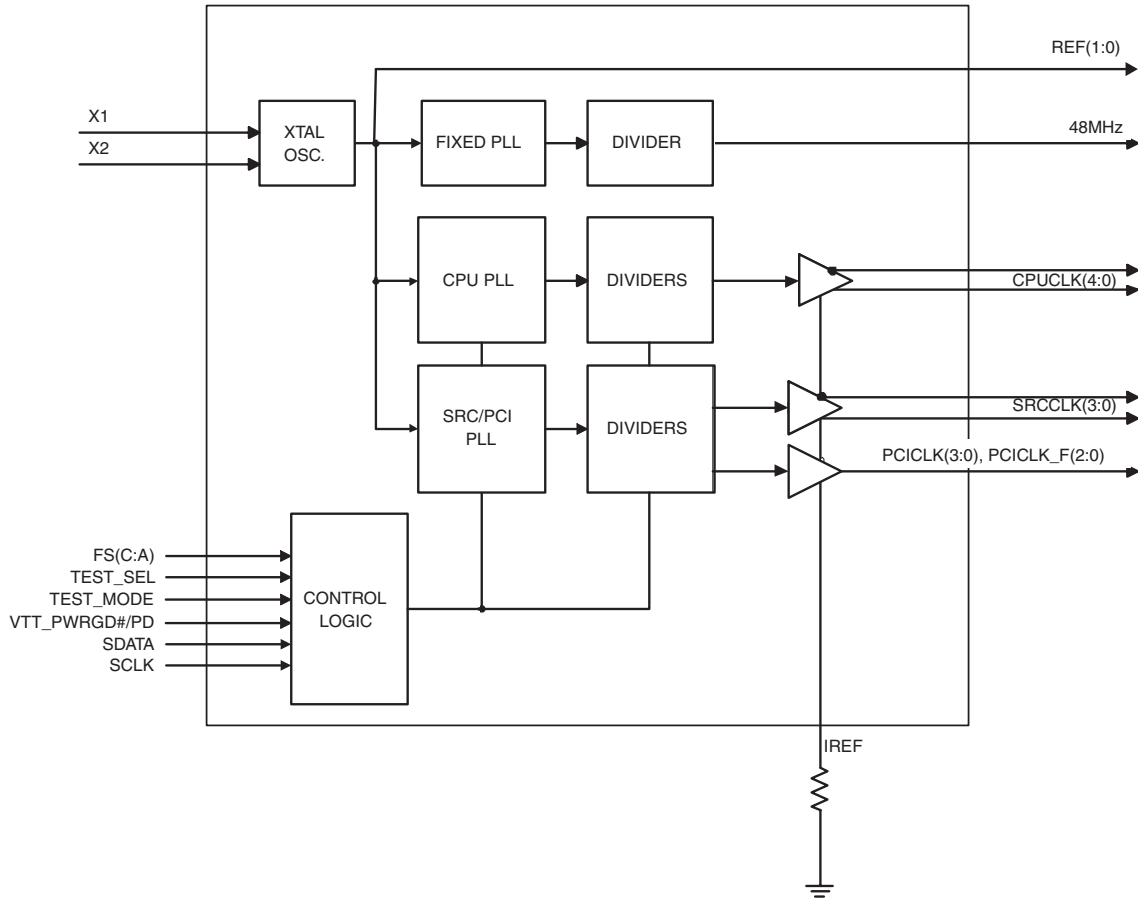 REF(1:0)
X1
X2
XTAL
OSC.
FIXED PLL
DIVIDER
48MHz
CPU PLL
DIVIDERS
CPUCLK(4:0)
SRC/PCI
PLL
DIVIDERS
SRCCLK(3:0)
PCICLK(3:0), PCICLK_F(2:0)
FS(C:A)
TEST_SEL
TEST_MODE
VTT_PWRGD#/PD
SDATA
SCLK
CONTROL
LOGIC
IREF